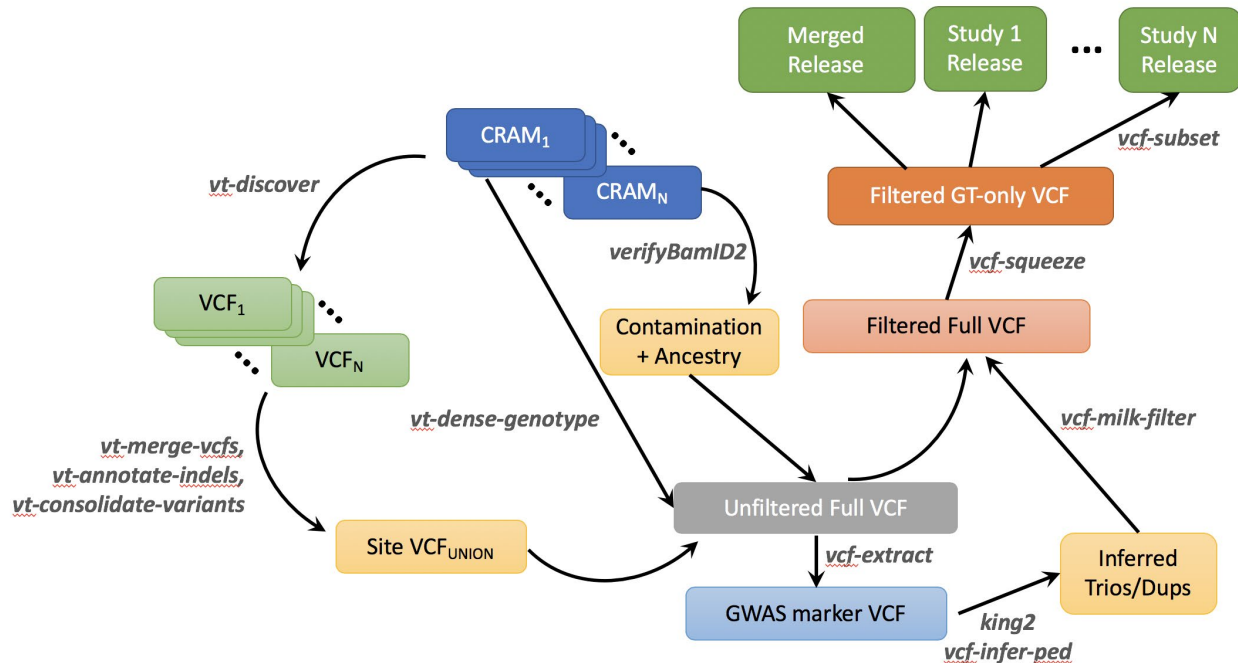 Merged
Release
Study 1
Release
Study N
Release
vcf-subset
CRAM1
CRAMN
vt-discover
Filtered GT-only VCF
verifyBamID2
vcf-squeeze
VCF1
VCFN
Contamination
+ Ancestry
Filtered Full VCF
vt-dense-genotype
vcf-milk-filter
vt-merge-vcfs,
vt-annotate-indels,
vt-consolidate-variants
Unfiltered Full VCF
Site VCFUNION
vcf-extract
Inferred
Trios/Dups
GWAS marker VCF
king2
vcf-infer-ped